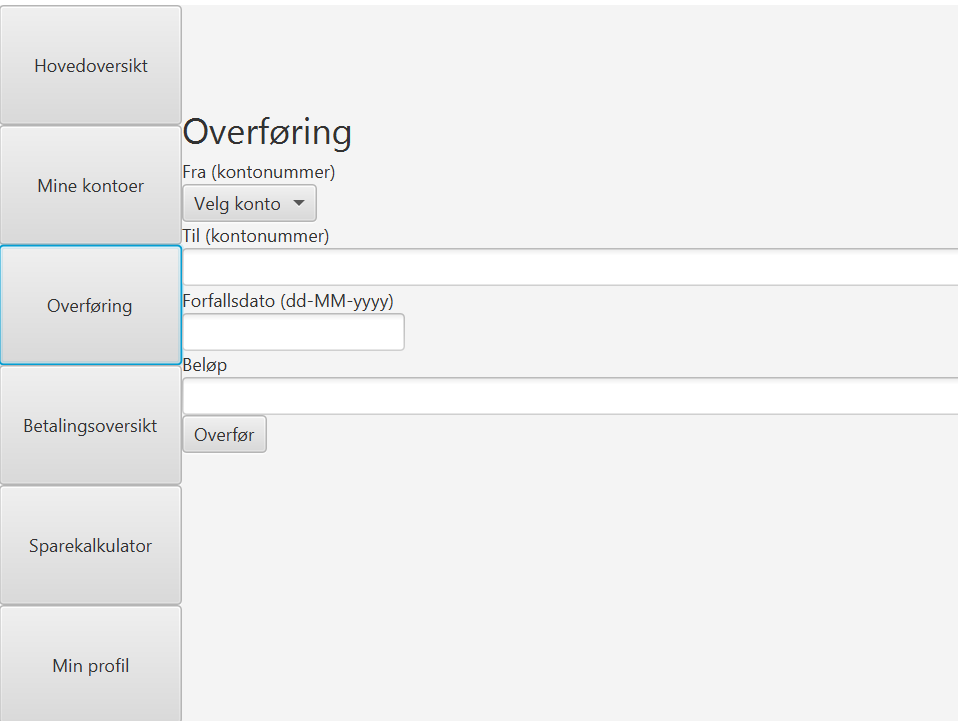 Hovedoversikt
Mine kontoer
Overføring
Betalingsoversikt
Sparekalkulator
Min profil
Overføring
Fra (kontonummer)
Velg konto
Til (kontonummer)
Forfallsdato (dd-MM-yyyy)
Beløp
Overfør